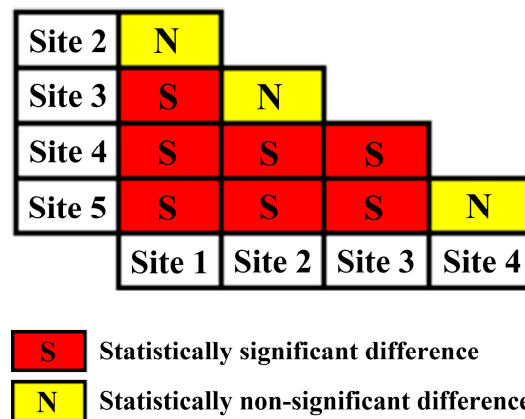 Site 2 N
Site 3 S N
Site 4 S S S
Site 5 S S S N
Site 1 Site 2 Site 3 Site 4
S Statistically significant difference
N Statistically non-significant difference